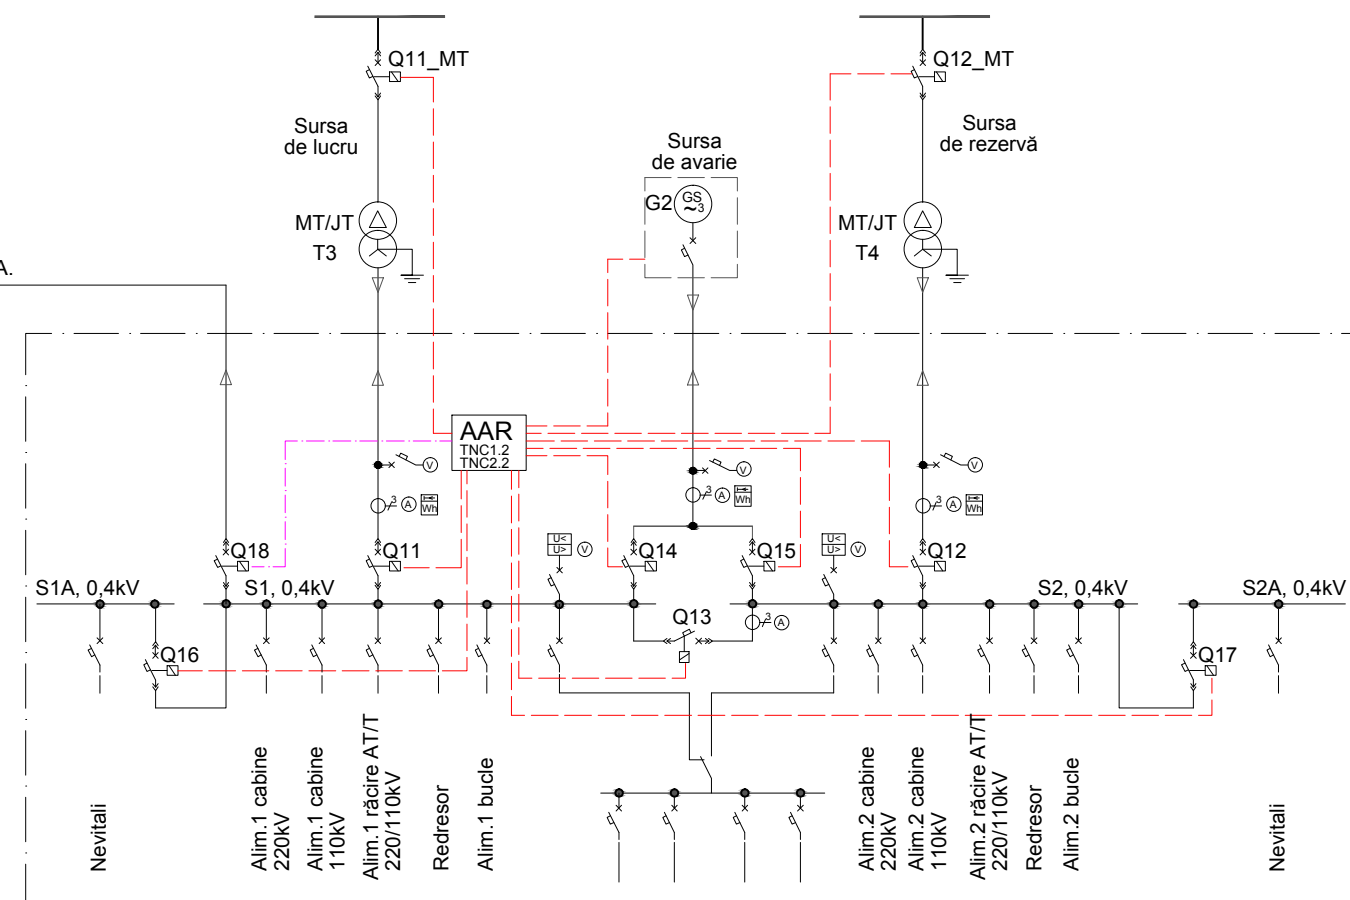 Q11_MT
Q12_MT
Sursa
de lucru
Sursa
de avarie
Sursa
de rezervă
G2
GS
~3
MT/JT
T3
MT/JT
T4
A.
AAR
TNC1.2
TNC2.2
V
V
V
3
A
Wh
3
A
Wh
3
A
Wh
Q18
Q11
U<
U>
V
Q14
Q15
U<
U>
V
Q12
S1A, 0,4kV
S1, 0,4kV
S2, 0,4kV
S2A, 0,4kV
Q13
3
A
Q16
Q17
Nevitali
Alim.1 cabine
220kV
Alim.1 cabine
110kV
Alim.1 răcire AT/T
220/110kV
Redresor
Alim.1 bucle
Alim.2 cabine
220kV
Alim.2 cabine
110kV
Alim.2 răcire AT/T
220/110kV
Redresor
Alim.2 bucle
Nevitali